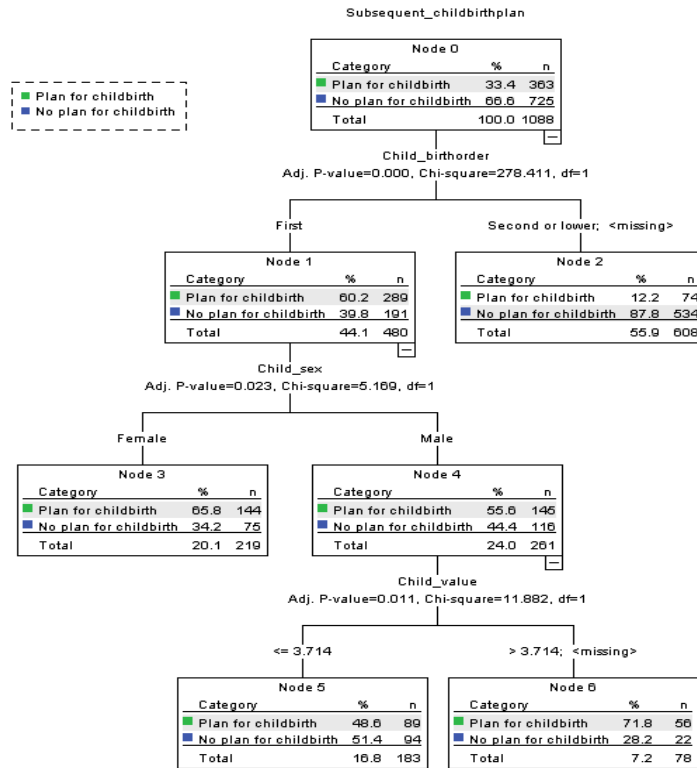 Subsequent_childbirthplan
Plan for childbirth
No plan for childbirth
Node 0
Category % n
Plan for childbirth 33.4 363
No plan for childbirth 66.6 725
Total 100.0 1088
Child_birthorder
Adj. P-value=0.000, Chi-square=278.411, df=1
First
Second or lower; <missing>
Node 1
Category % n
Plan for childbirth 60.2 289
No plan for childbirth 39.8 191
Total 44.1 480
Node 2
Category % n
Plan for childbirth 12.2 74
No plan for childbirth 87.8 534
Total 55.9 608
Child_sex
Adj. P-value=0.023, Chi-square=5.169, df=1
Female
Male
Node 3
Category % n
Plan for childbirth 65.8 144
No plan for childbirth 34.2 75
Total 20.1 219
Node 4
Category % n
Plan for childbirth 55.6 145
No plan for childbirth 44.4 116
Total 24.0 261
Child_value
Adj. P-value=0.011, Chi-square=11.882, df=1
<= 3.714
> 3.714; <missing>
Node 5
Category % n
Plan for childbirth 48.6 89
No plan for childbirth 51.4 94
Total 16.8 183
Node 6
Category % n
Plan for childbirth 71.8 56
No plan for childbirth 28.2 22
Total 7.2 78